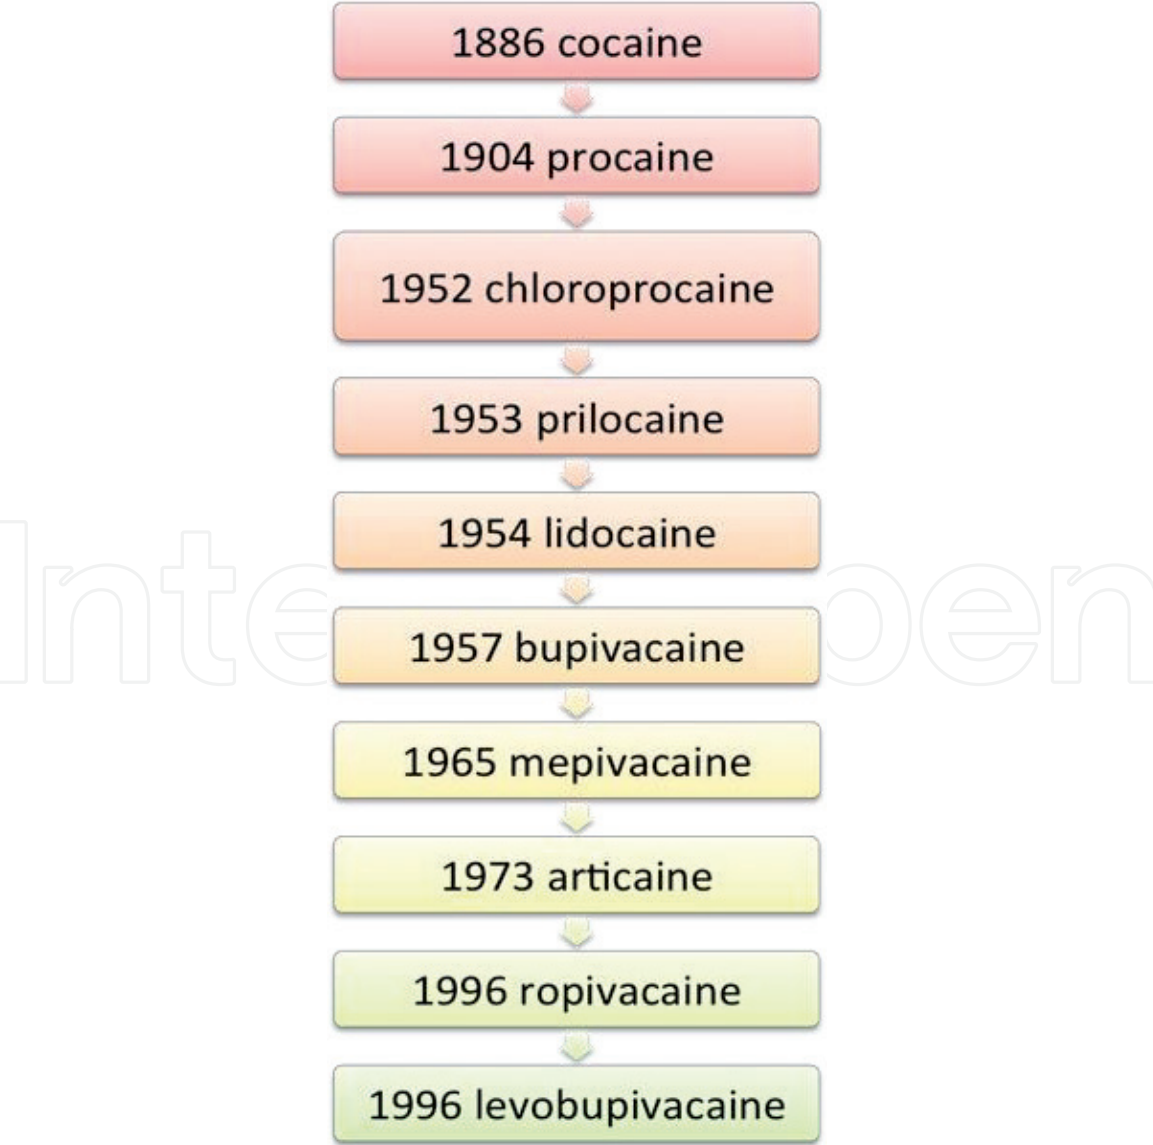 1886 cocaine
1904 procaine
1952 chloroprocaine
1953 prilocaine
1954 lidocaine
1957 bupivacaine
1965 mepivacaine
1973 articaine
1996 ropivacaine
1996 levobupivacaine